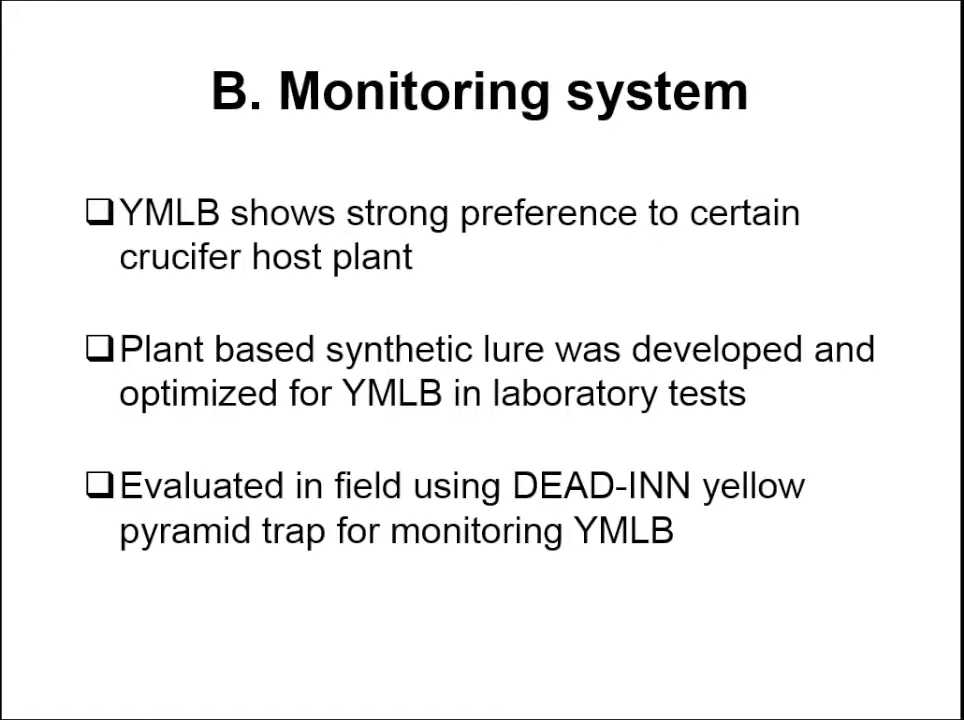 B. Monitoring system
❑YMLB shows strong preference to certain
crucifer host plant
❑Plant based synthetic lure was developed and
optimized for YMLB in laboratory tests
❑Evaluated in field using DEAD-INN yellow
pyramid trap for monitoring YMLB